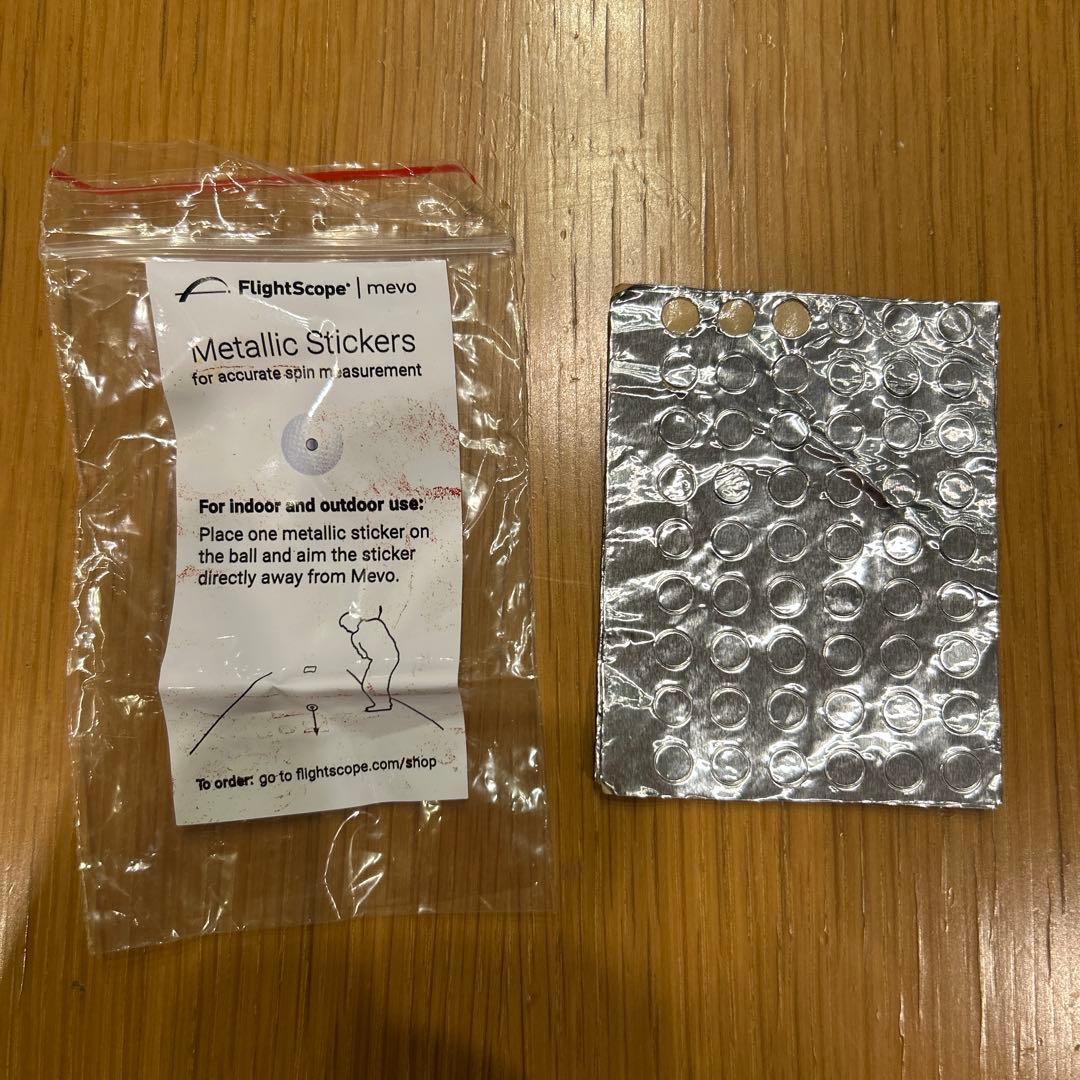 FlightScope® | mevo
Metallic Stickers
for accurate spin measurement
For indoor and outdoor use:
Place one metallic sticker on
the ball and aim the sticker
directly away from Mevo.
To order: go to flightscope.com/shop